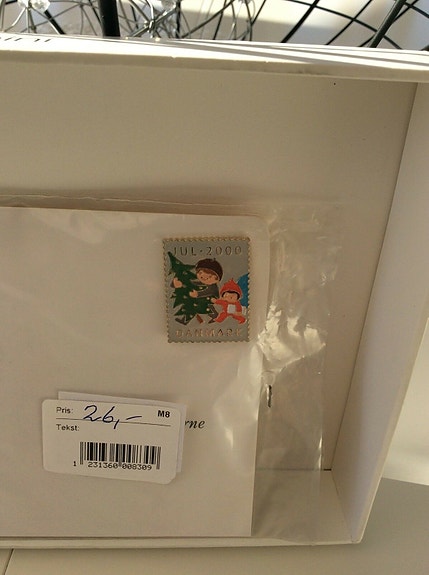 JUL·2000
DANMARK
Pris: 26,- M8
Tekst:
rne
1 231360 008309